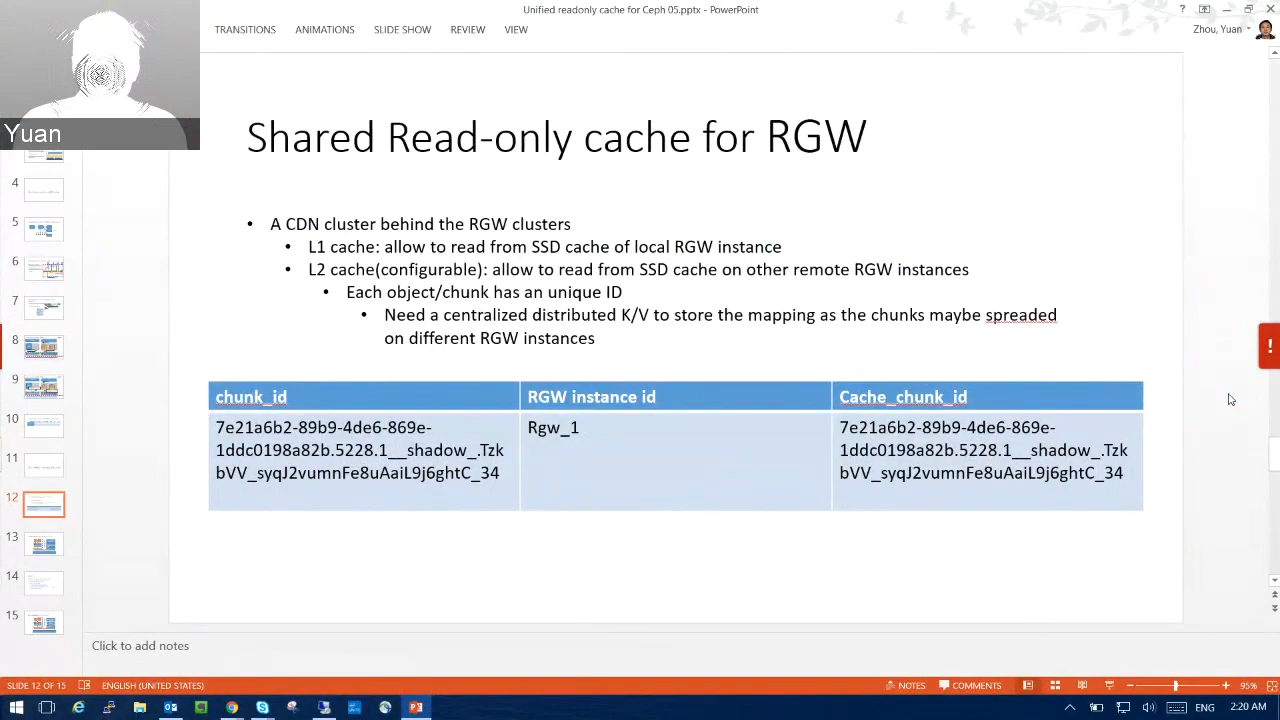 Unified readonly cache for Ceph 05.pptx - PowerPoint
TRANSITIONS ANIMATIONS SLIDE SHOW REVIEW VIEW
Zhou, Yuan
Yuan
Shared Read-only cache for RGW
• A CDN cluster behind the RGW clusters
• L1 cache: allow to read from SSD cache of local RGW instance
• L2 cache(configurable): allow to read from SSD cache on other remote RGW instances
• Each object/chunk has an unique ID
• Need a centralized distributed K/V to store the mapping as the chunks maybe spreaded
on different RGW instances
chunk_id RGW instance id Cache_chunk_id
7e21a6b2-89b9-4de6-869e-
1ddc0198a82b.5228.1__shadow_.Tzk
bVV_syqJ2vumnFe8uAaiL9j6ghtC_34
Rgw_1
7e21a6b2-89b9-4de6-869e-
1ddc0198a82b.5228.1__shadow_.Tzk
bVV_syqJ2vumnFe8uAaiL9j6ghtC_34
4
5
6
7
8
9
10
11
12
13
14
15
Click to add notes
SLIDE 12 OF 15 ENGLISH (UNITED STATES) NOTES COMMENTS 95%
ENG 2:20 AM